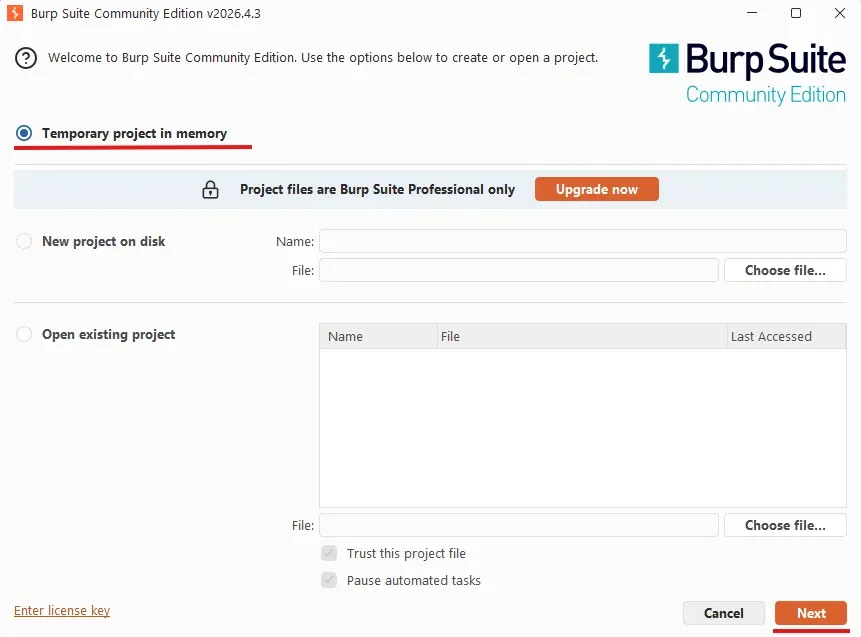 Burp Suite Community Edition v2026.4.3
Welcome to Burp Suite Community Edition. Use the options below to create or open a project.
Burp Suite
Community Edition
Temporary project in memory
Project files are Burp Suite Professional only
Upgrade now
New project on disk
Name:
File:
Choose file...
Open existing project
Name File Last Accessed
File:
Choose file...
Trust this project file
Pause automated tasks
Enter license key
Cancel
Next